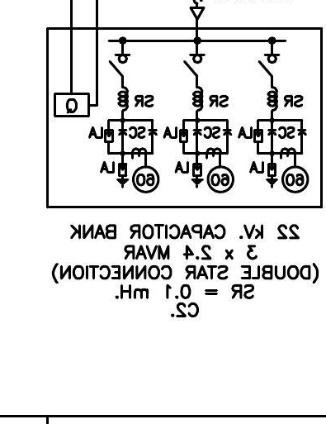 Q
SR SR SR
LA SC LA SC LA SC
LA 60 LA 60 LA 60
22 kV. CAPACITOR BANK
3 x 2.4 MVAR
(DOUBLE STAR CONNECTION)
SR = 0.1 mH.
C2.